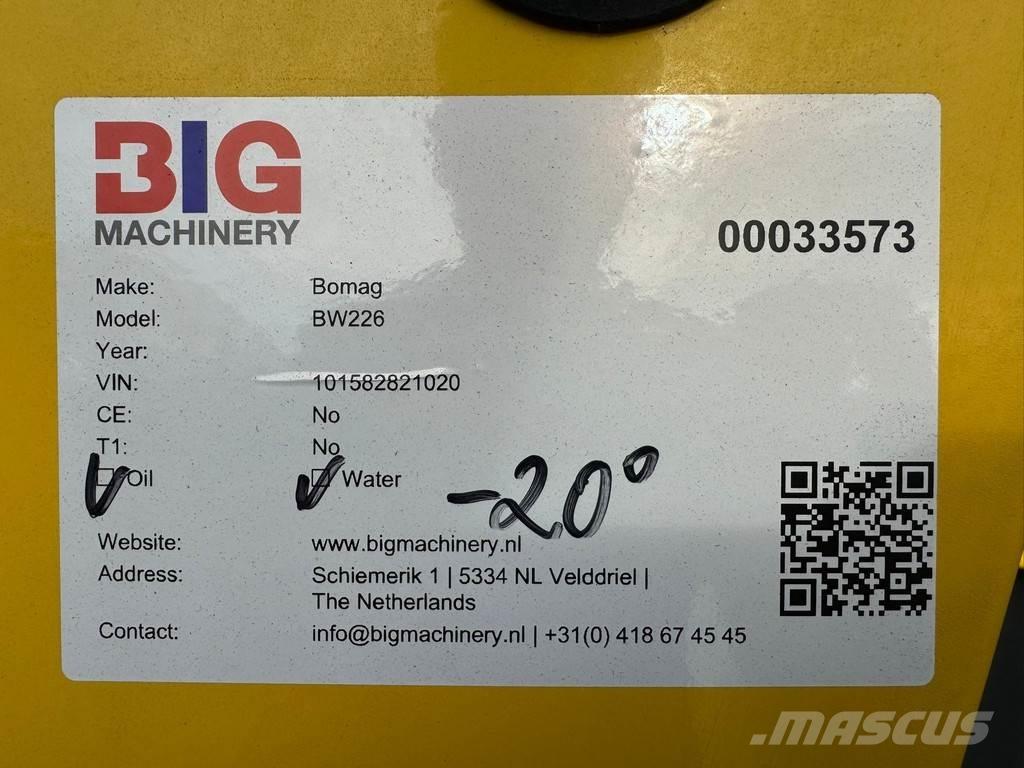 BIG
MACHINERY
00033573
Make: Bomag
Model: BW226
Year:
VIN: 101582821020
CE: No
T1: No
Oil Water -20°
Website: www.bigmachinery.nl
Address: Schiemerik 1 | 5334 NL Velddriel |
The Netherlands
Contact: info@bigmachinery.nl | +31(0) 418 67 45 45
.MASCUS